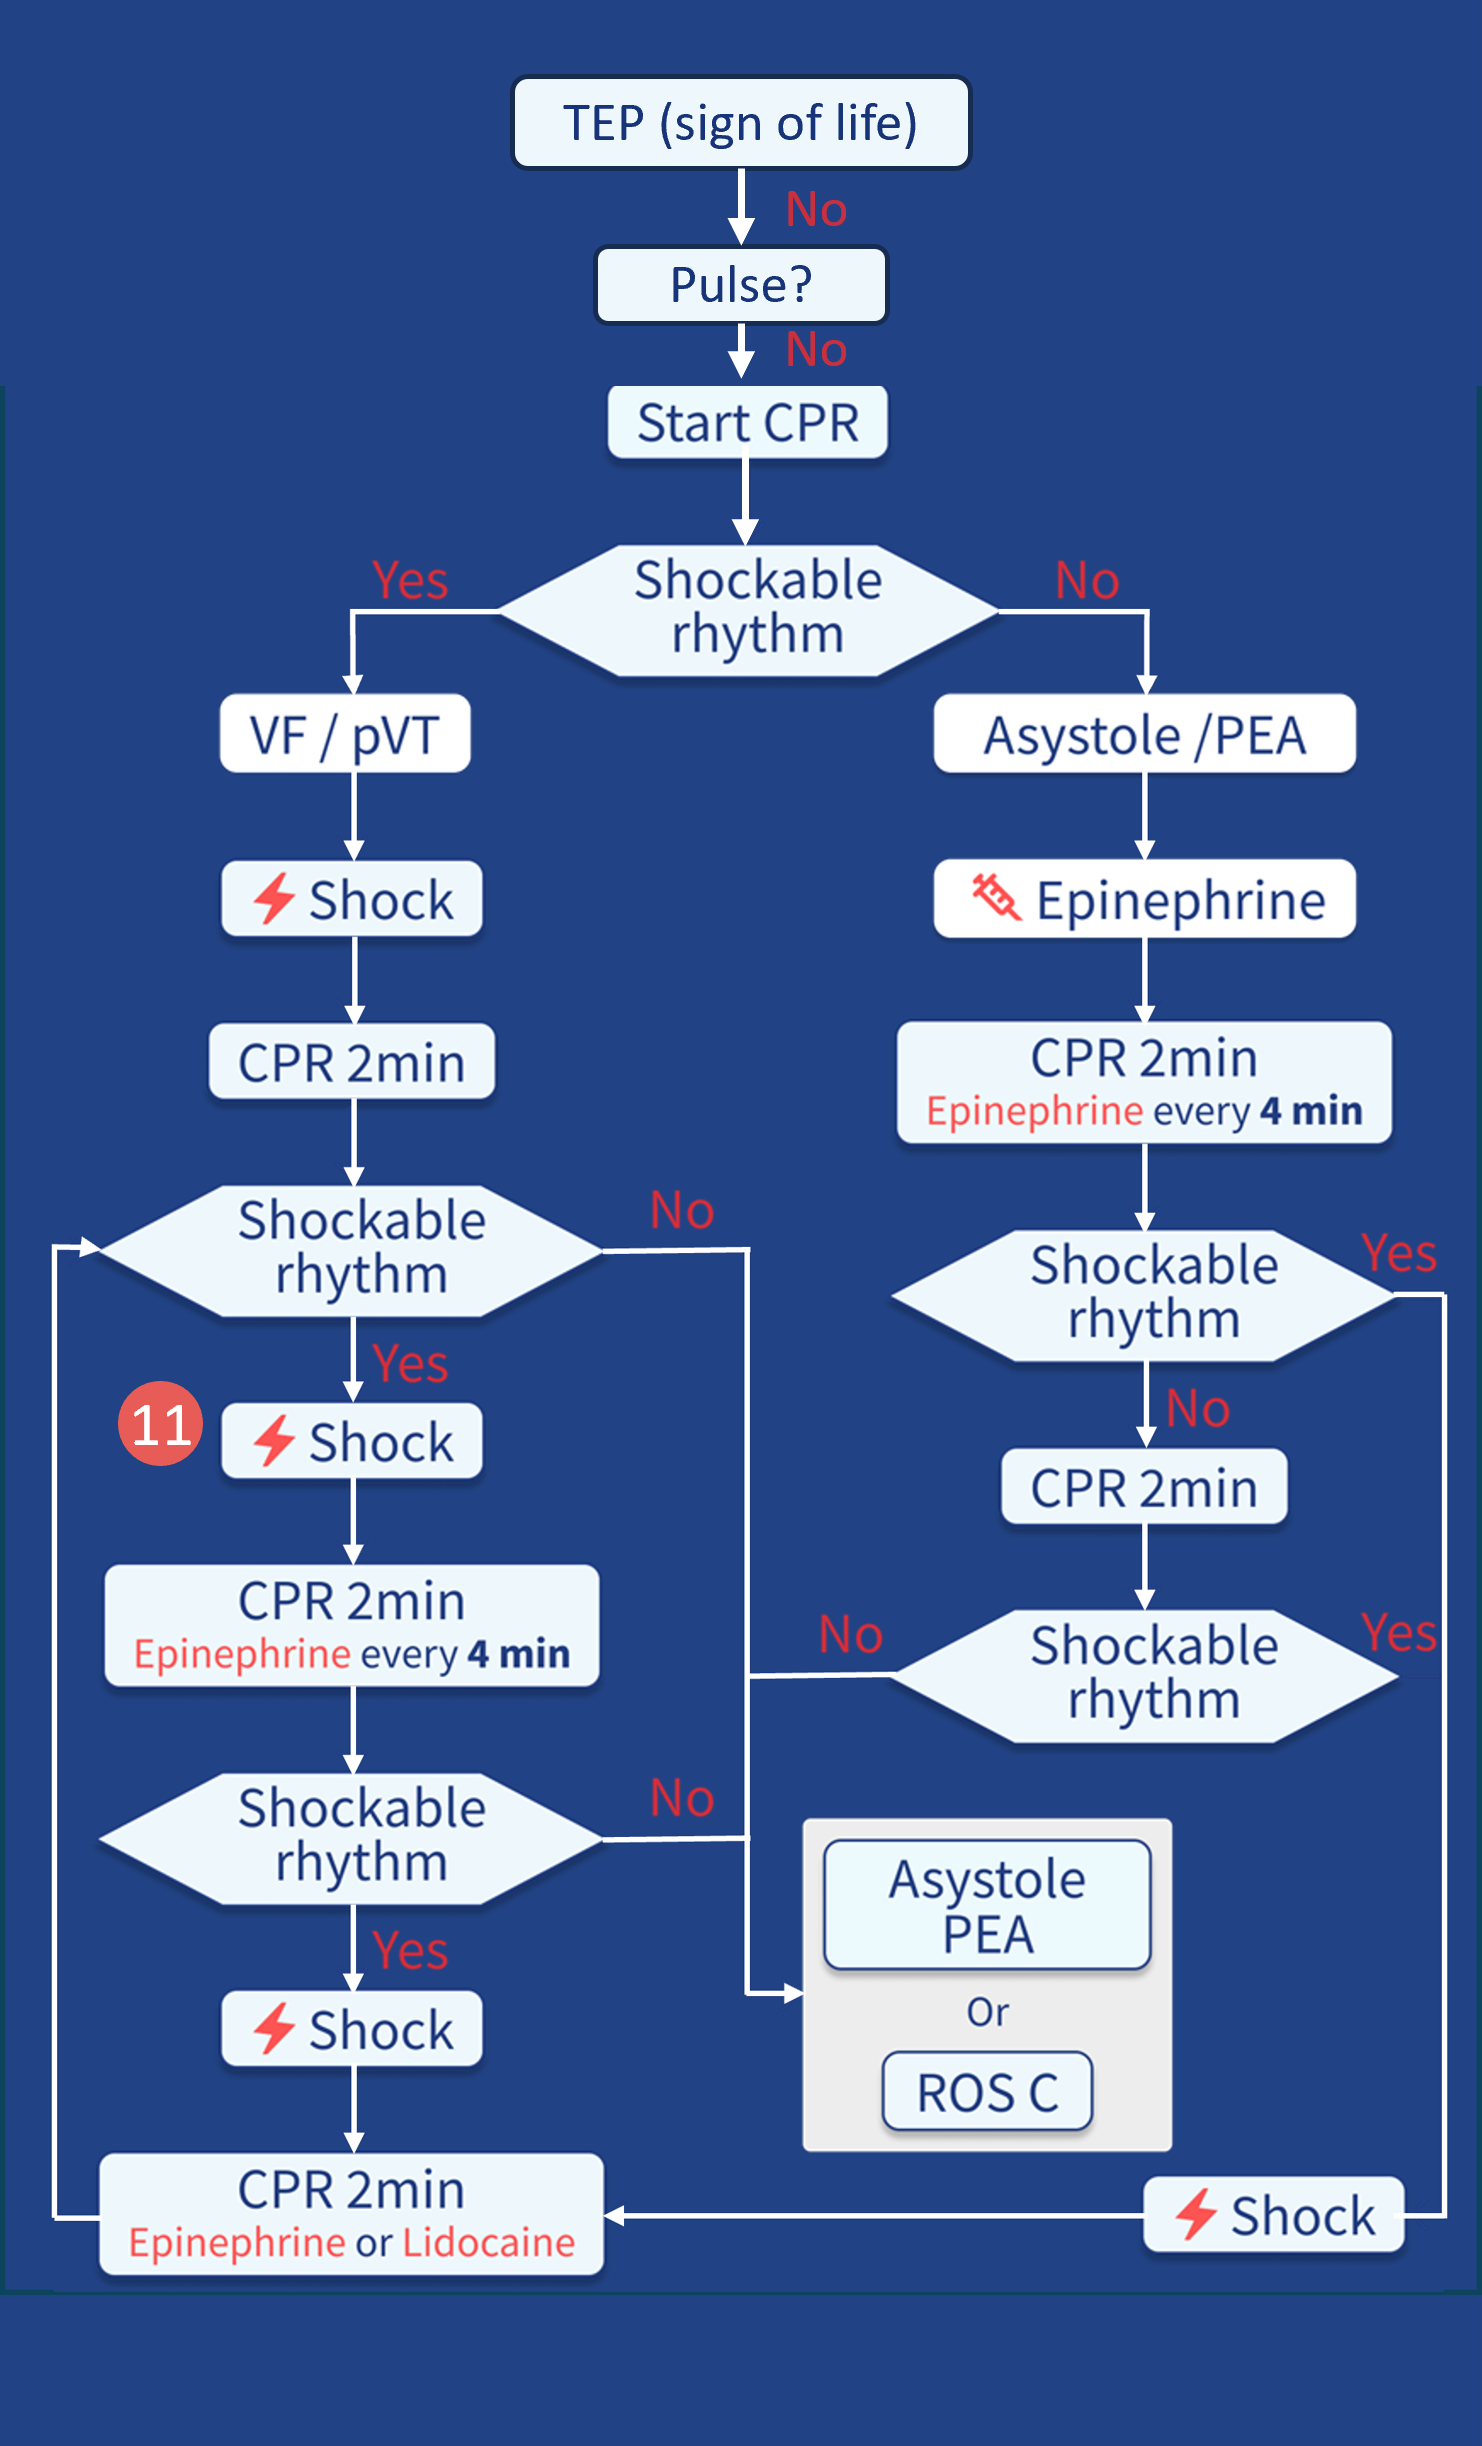 TEP (sign of life)
No
Pulse?
No
Start CPR
Shockable
rhythm
Yes
No
VF / pVT
Shock
CPR 2min
Shockable
rhythm
No
Yes
11
Shock
CPR 2min
Epinephrine every 4 min
Shockable
rhythm
No
Yes
Shock
CPR 2min
Epinephrine or Lidocaine
Asystole /PEA
Epinephrine
CPR 2min
Epinephrine every 4 min
Shockable
rhythm
Yes
No
CPR 2min
Shockable
rhythm
No
Yes
Asystole
PEA
Or
ROS C
Shock